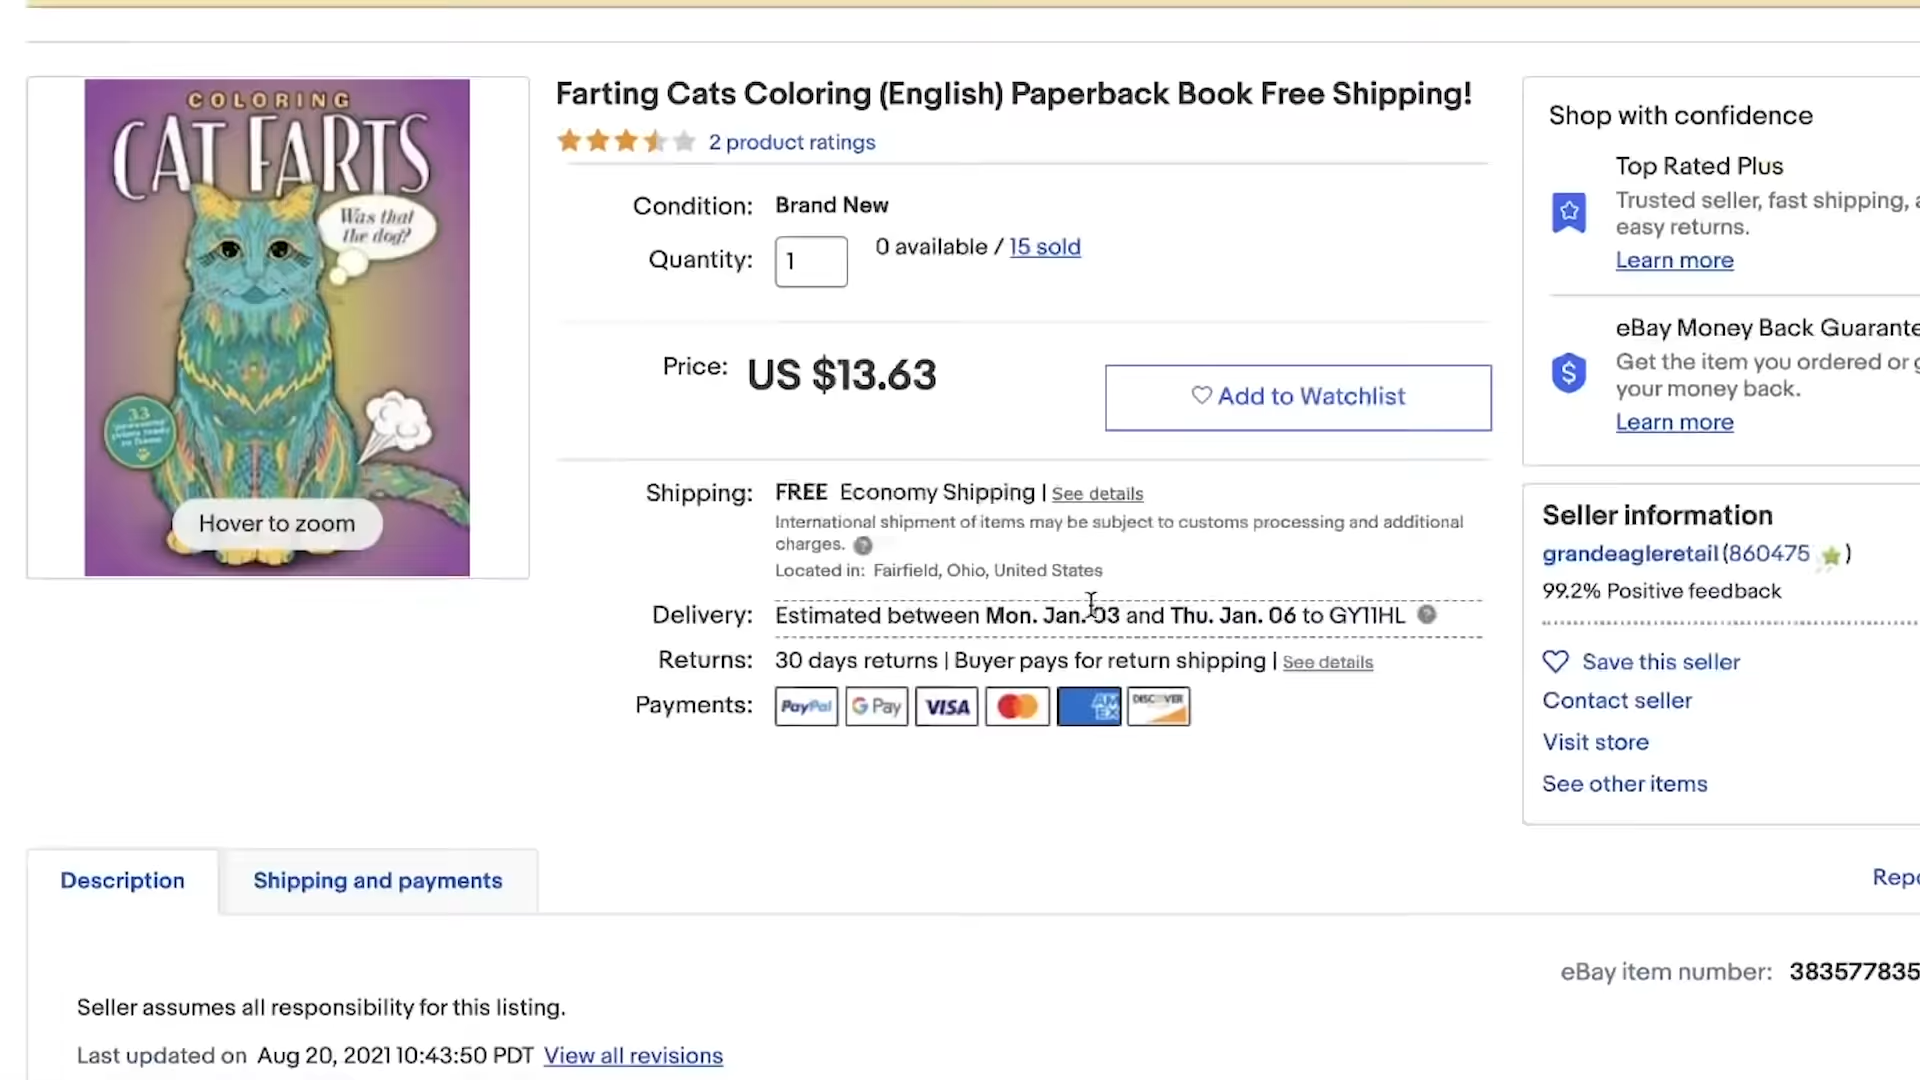 COLORING
CAT FARTS
Was that
the dog?
33
Hover to zoom
Farting Cats Coloring (English) Paperback Book Free Shipping!
2 product ratings
Condition: Brand New
Quantity: 1 0 available / 15 sold
Price: US $13.63
Add to Watchlist
Shipping: FREE Economy Shipping | See details
International shipment of items may be subject to customs processing and additional
charges.
Located in: Fairfield, Ohio, United States
Delivery: Estimated between Mon. Jan. 03 and Thu. Jan. 06 to GY11HL
Returns: 30 days returns | Buyer pays for return shipping | See details
Payments: PayPal G Pay VISA AM EX DISCOVER
Shop with confidence
Top Rated Plus
Trusted seller, fast shipping, a
easy returns.
Learn more
eBay Money Back Guarante
Get the item you ordered or g
your money back.
Learn more
Seller information
grandeagleretail (860475 )
99.2% Positive feedback
Save this seller
Contact seller
Visit store
See other items
Description Shipping and payments
Repo
eBay item number: 383577835
Seller assumes all responsibility for this listing.
Last updated on Aug 20, 2021 10:43:50 PDT View all revisions